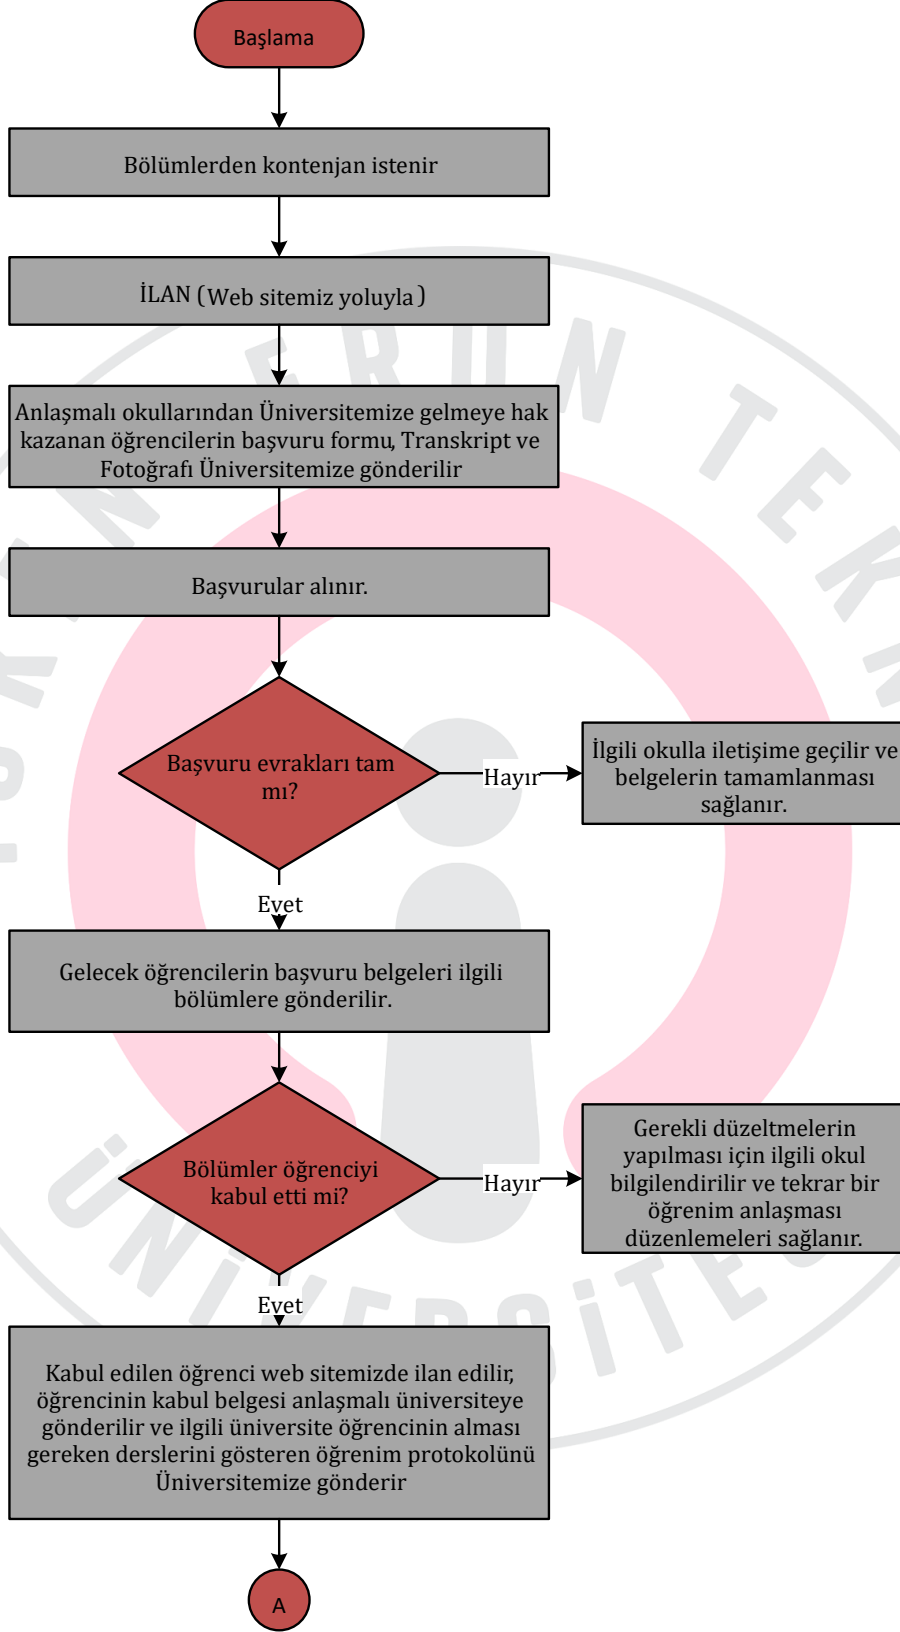 Başlama
Bölümlerden kontenjan istenir
İLAN (Web sitemiz yoluyla)
Anlaşmalı okullarından Üniversitemize gelmeye hak
kazanan öğrencilerin başvuru formu, Transkript ve
Fotoğrafı Üniversitemize gönderilir
Başvurular alınır.
Başvuru evrakları tam
mı?
Hayır
İlgili okulla iletişime geçilir ve
belgelerin tamamlanması
sağlanır.
Evet
Gelecek öğrencilerin başvuru belgeleri ilgili
bölümlere gönderilir.
Bölümler öğrenciyi
kabul etti mi?
Hayır
Gerekli düzeltmelerin
yapılması için ilgili okul
bilgilendirilir ve tekrar bir
öğrenim anlaşması
düzenlemeleri sağlanır.
Evet
Kabul edilen öğrenci web sitemizde ilan edilir,
öğrencinin kabul belgesi anlaşmalı üniversiteye
gönderilir ve ilgili üniversite öğrencinin alması
gereken derslerini gösteren öğrenim protokolünü
Üniversitemize gönderir
A